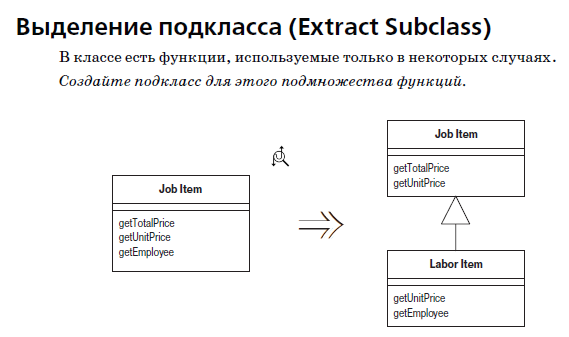 Выделение подкласса (Extract Subclass)
В классе есть функции, используемые только в некоторых случаях.
Создайте подкласс для этого подмножества функций.
Job Item
getTotalPrice
getUnitPrice
getEmployee
Job Item
getTotalPrice
getUnitPrice
Labor Item
getUnitPrice
getEmployee